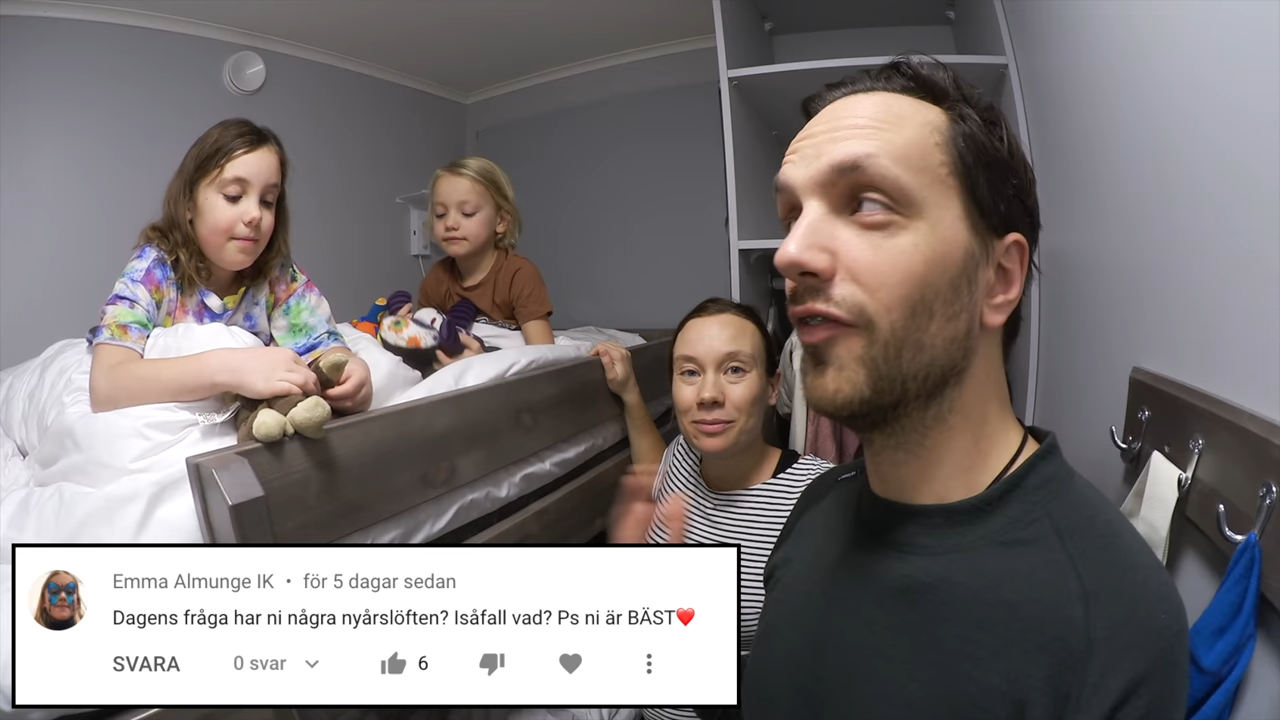 Emma Almunge IK • för 5 dagar sedan
Dagens fråga har ni några nyårslöften? Isåfall vad? Ps ni är BÄST❤️
SVARA 0 svar 6